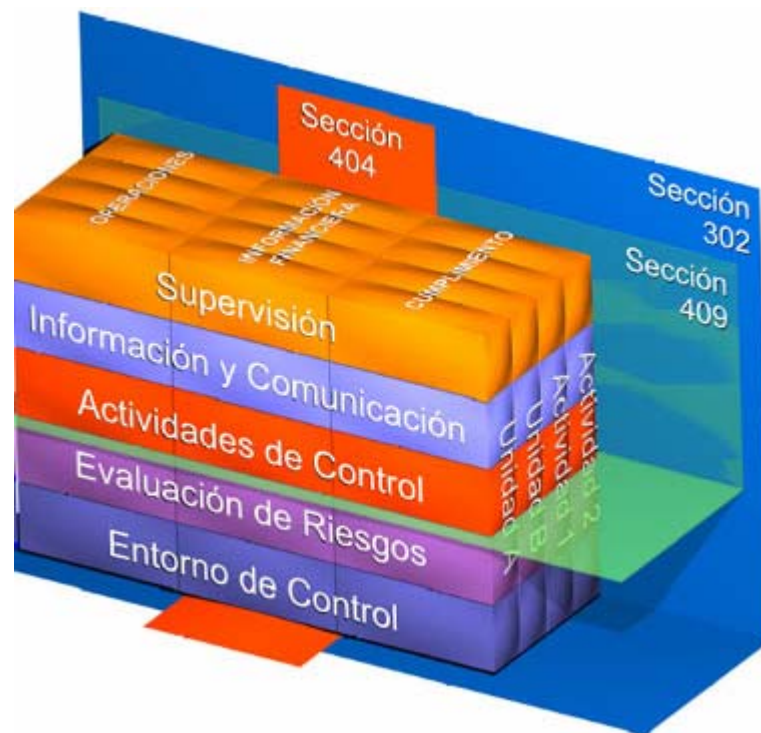 Sección
404
Sección
302
Sección
409
OPERACIONES
INFORMACIÓN
FINANCIERA
CUMPLIMENTO
Supervisión
Información y Comunicación
Actividades de Control
Evaluación de Riesgos
Entorno de Control
Unidad A
Unidad B
Actividad 1
Actividad 2